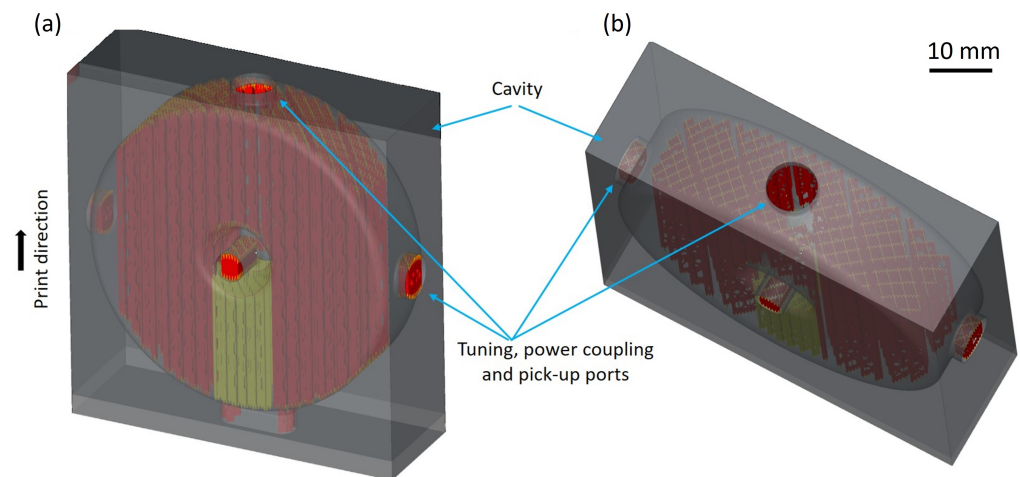 (a)
(b)
10 mm
Cavity
Print direction
Tuning, power coupling
and pick-up ports